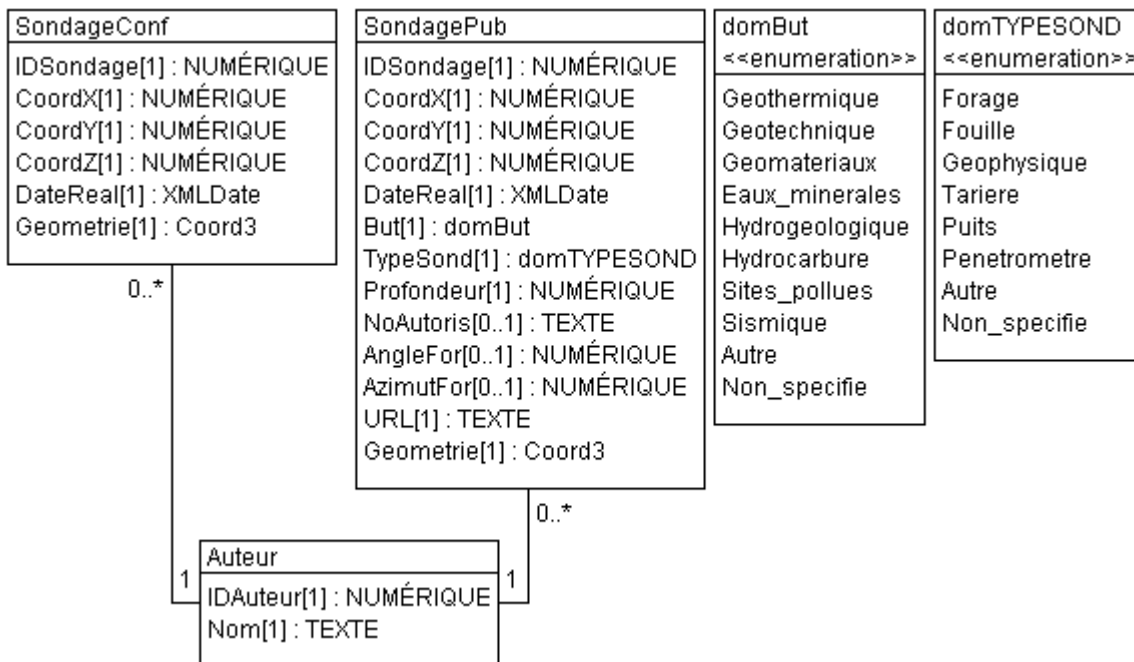 SondageConf
IDSondage[1] : NUMÉRIQUE
CoordX[1] : NUMÉRIQUE
CoordY[1] : NUMÉRIQUE
CoordZ[1] : NUMÉRIQUE
DateReal[1] : XMLDate
Geometrie[1] : Coord3
0..*
SondagePub
IDSondage[1] : NUMÉRIQUE
CoordX[1] : NUMÉRIQUE
CoordY[1] : NUMÉRIQUE
CoordZ[1] : NUMÉRIQUE
DateReal[1] : XMLDate
But[1] : domBut
TypeSond[1] : domTYPESOND
Profondeur[1] : NUMÉRIQUE
NoAutoris[0..1] : TEXTE
AngleFor[0..1] : NUMÉRIQUE
AzimutFor[0..1] : NUMÉRIQUE
URL[1] : TEXTE
Geometrie[1] : Coord3
0..*
domBut
<<enumeration>>
Geothermique
Geotechnique
Geomateriaux
Eaux_minerales
Hydrogeologique
Hydrocarbure
Sites_pollues
Sismique
Autre
Non_specifie
domTYPESOND
<<enumeration>>
Forage
Fouille
Geophysique
Tariere
Puits
Penetrometre
Autre
Non_specifie
Auteur
1
1
IDAuteur[1] : NUMÉRIQUE
Nom[1] : TEXTE